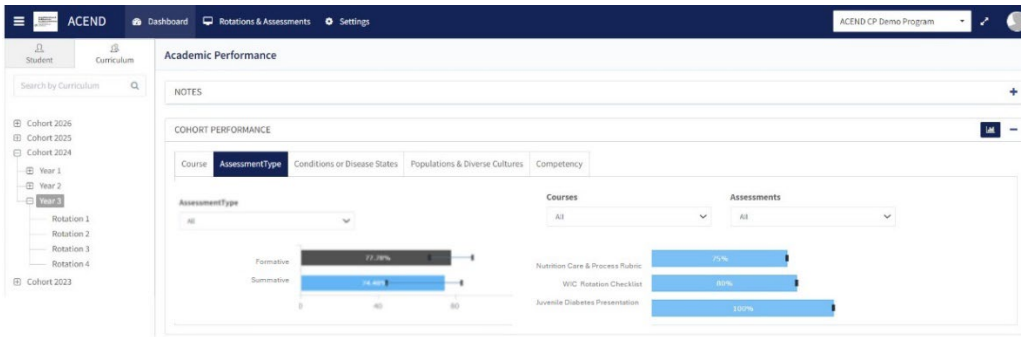 ACEND Dashboard Rotations & Assessments Settings ACEND CP Demo Program
Student Curriculum
Search by Curriculum
Cohort 2026
Cohort 2025
Cohort 2024
Year 1
Year 2
Year 3
Rotation 1
Rotation 2
Rotation 3
Rotation 4
Cohort 2023
Academic Performance
NOTES
COHORT PERFORMANCE
Course AssessmentType Conditions or Disease States Populations & Diverse Cultures Competency
AssessmentType
All
Formative 77.78%
Summative
0 40 80
Courses Assessments
All All
Nutrition Care & Process Rubric 75%
WIC Rotation Checklist 80%
Juvenile Diabetes Presentation 100%